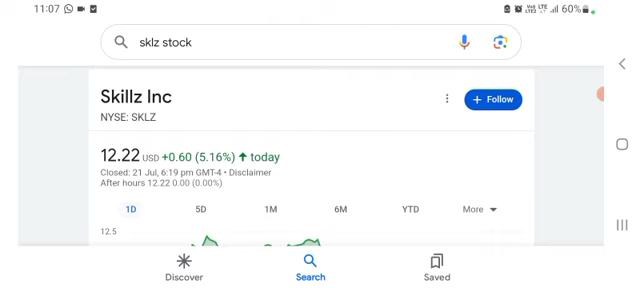 11:07 60%
sklz stock
Skillz Inc
Follow
NYSE: SKLZ
12.22 USD +0.60 (5.16%) today
Closed: 21 Jul, 6:19 pm GMT-4 • Disclaimer
After hours 12.22 0.00 (0.00%)
1D 5D 1M 6M YTD More
12.5
Discover Search Saved